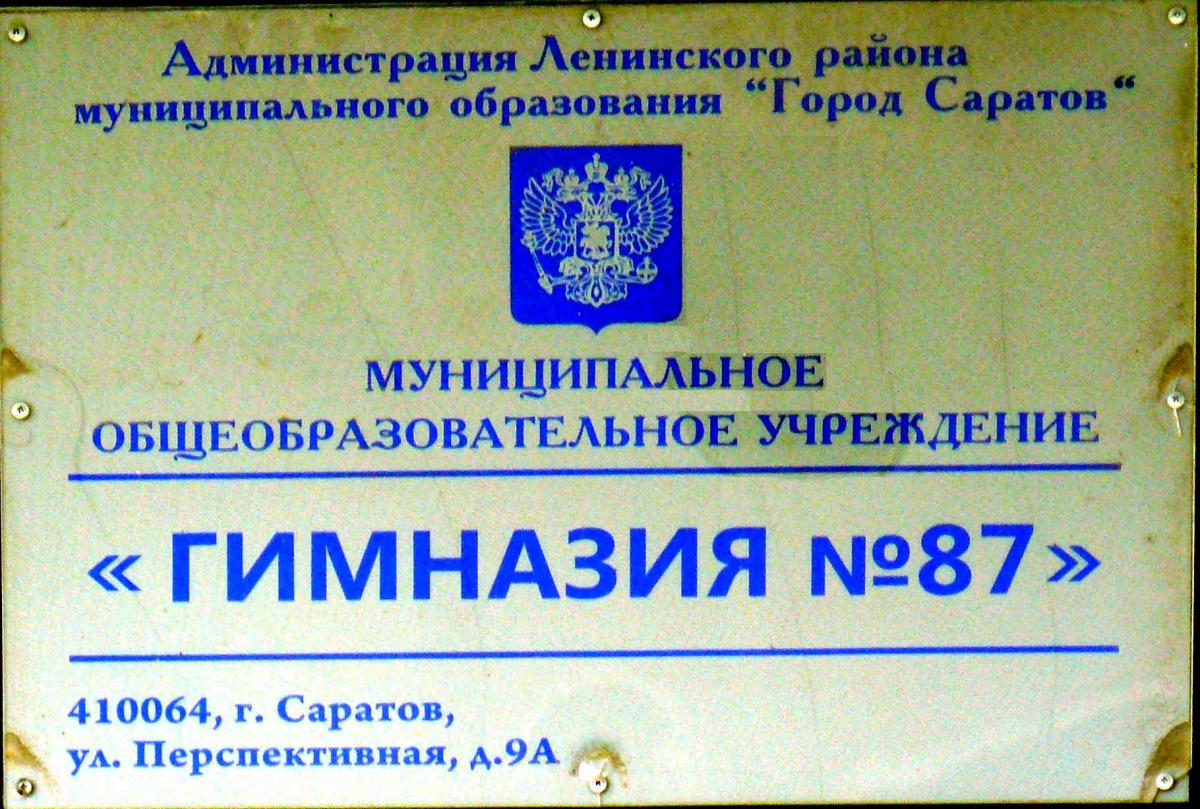 Администрация Ленинского района
муниципального образования “Город Саратов“
МУНИЦИПАЛЬНОЕ
ОБЩЕОБРАЗОВАТЕЛЬНОЕ УЧРЕЖДЕНИЕ
« ГИМНАЗИЯ №87»
410064, г. Саратов,
ул. Перспективная, д.9А